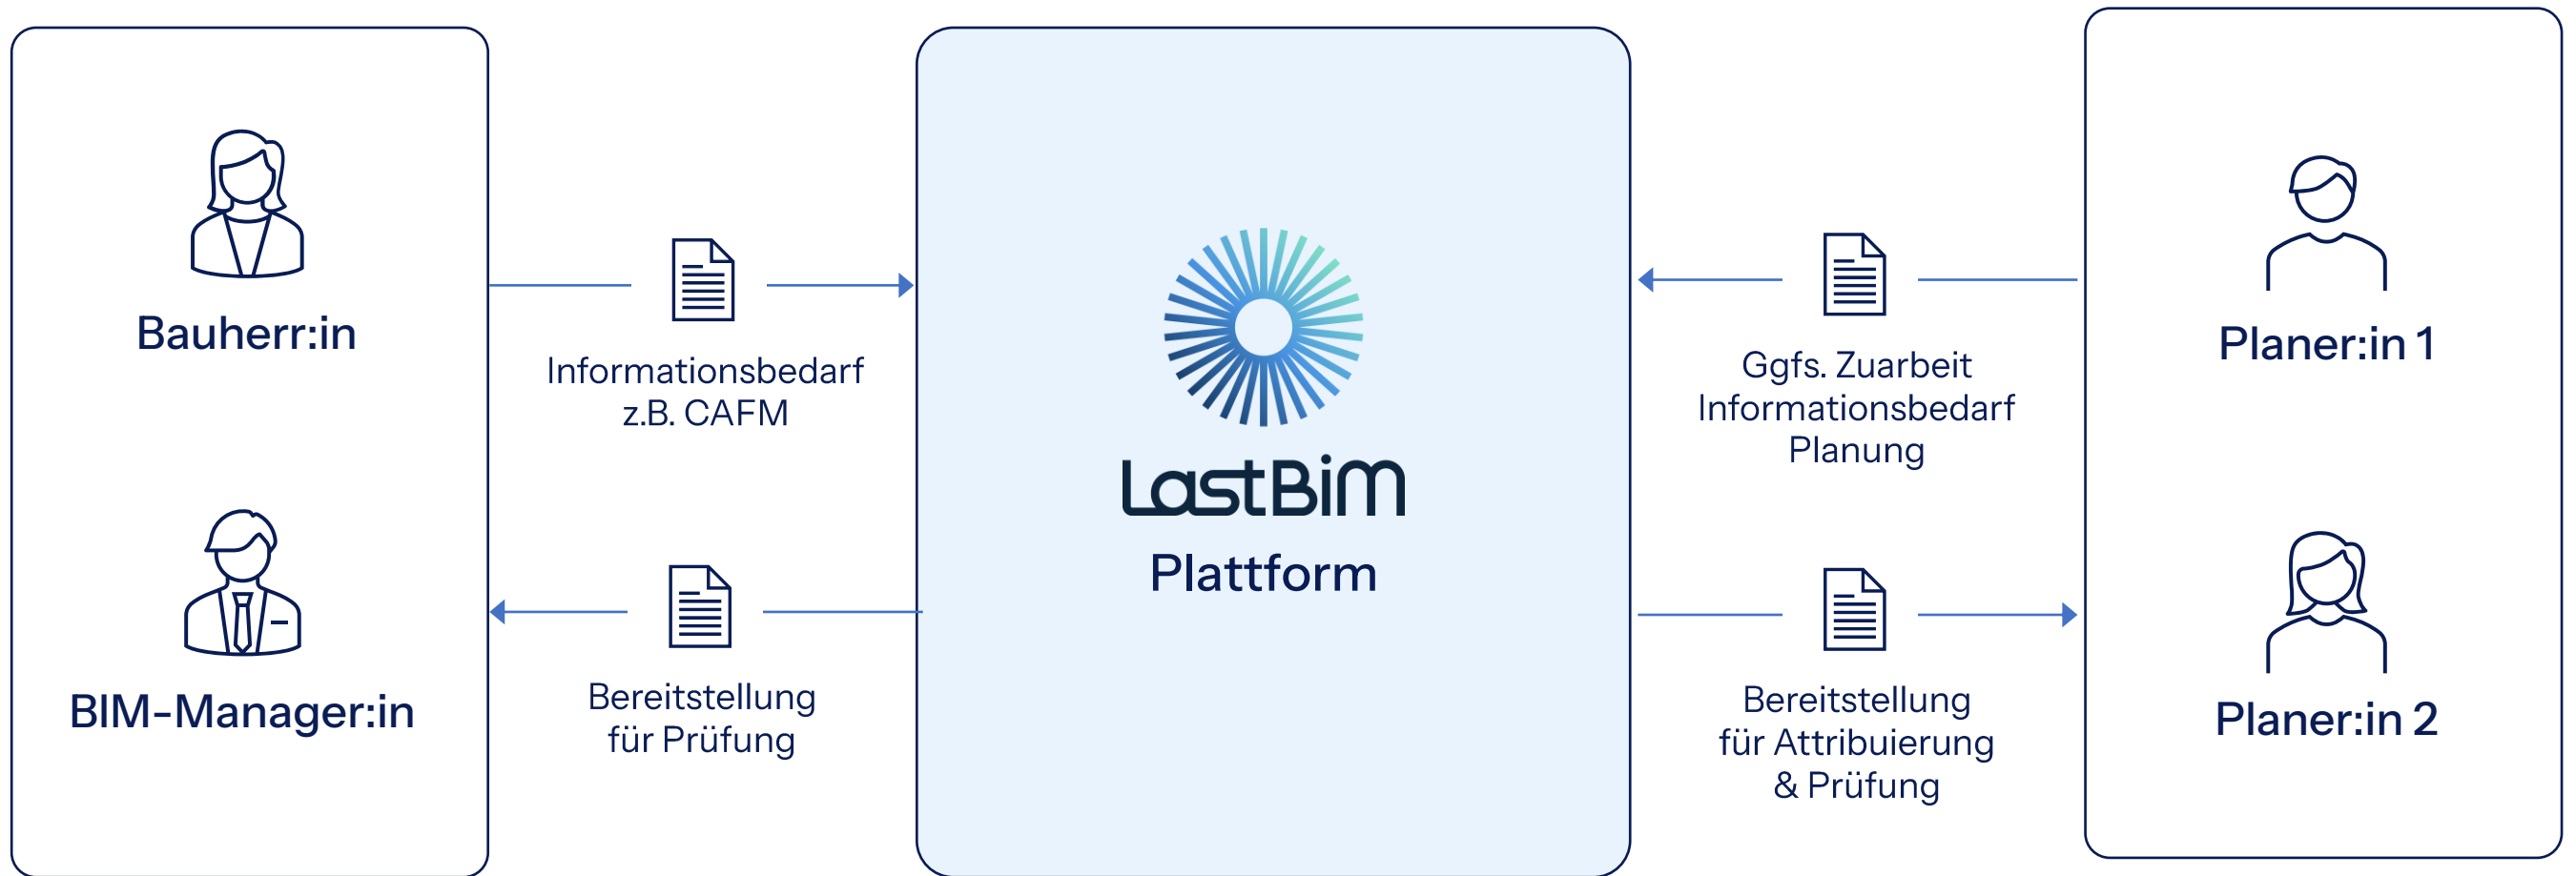 Bauherr:in
BIM-Manager:in
Informationsbedarf
z.B. CAFM
Bereitstellung
für Prüfung
LastBIM
Plattform
Ggfs. Zuarbeit
Informationsbedarf
Planung
Bereitstellung
für Attribuierung
& Prüfung
Planer:in 1
Planer:in 2